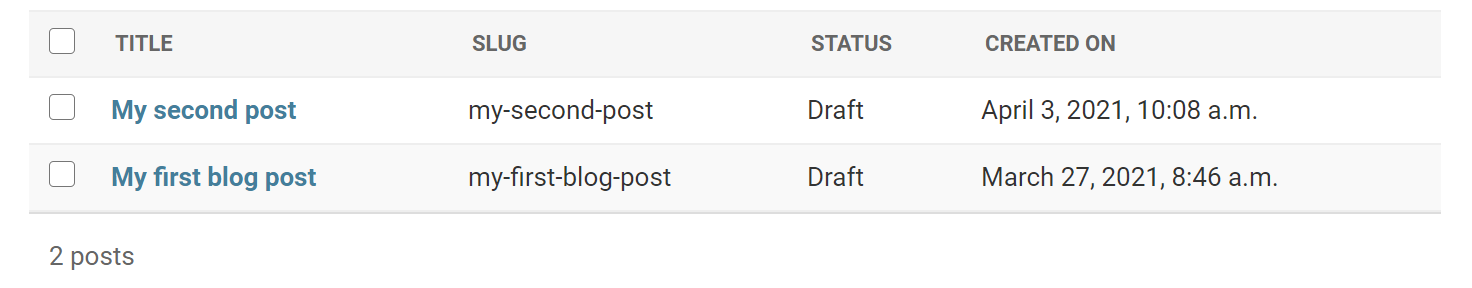 TITLE SLUG STATUS CREATED ON
My second post my-second-post Draft April 3, 2021, 10:08 a.m.
My first blog post my-first-blog-post Draft March 27, 2021, 8:46 a.m.
2 posts